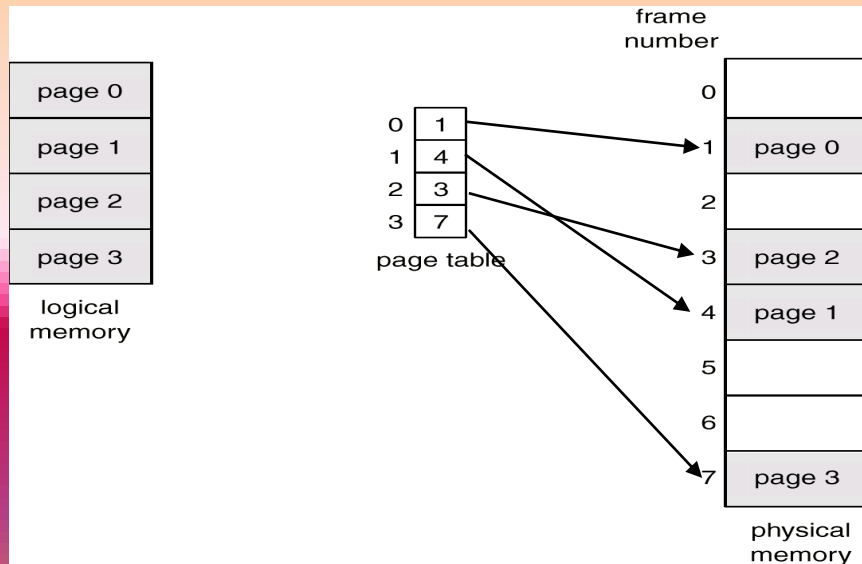 page 0
page 1
page 2
page 3
logical
memory
0 1
1 4
2 3
3 7
page table
frame
number
0
1 page 0
2
3 page 2
4 page 1
5
6
7 page 3
physical
memory